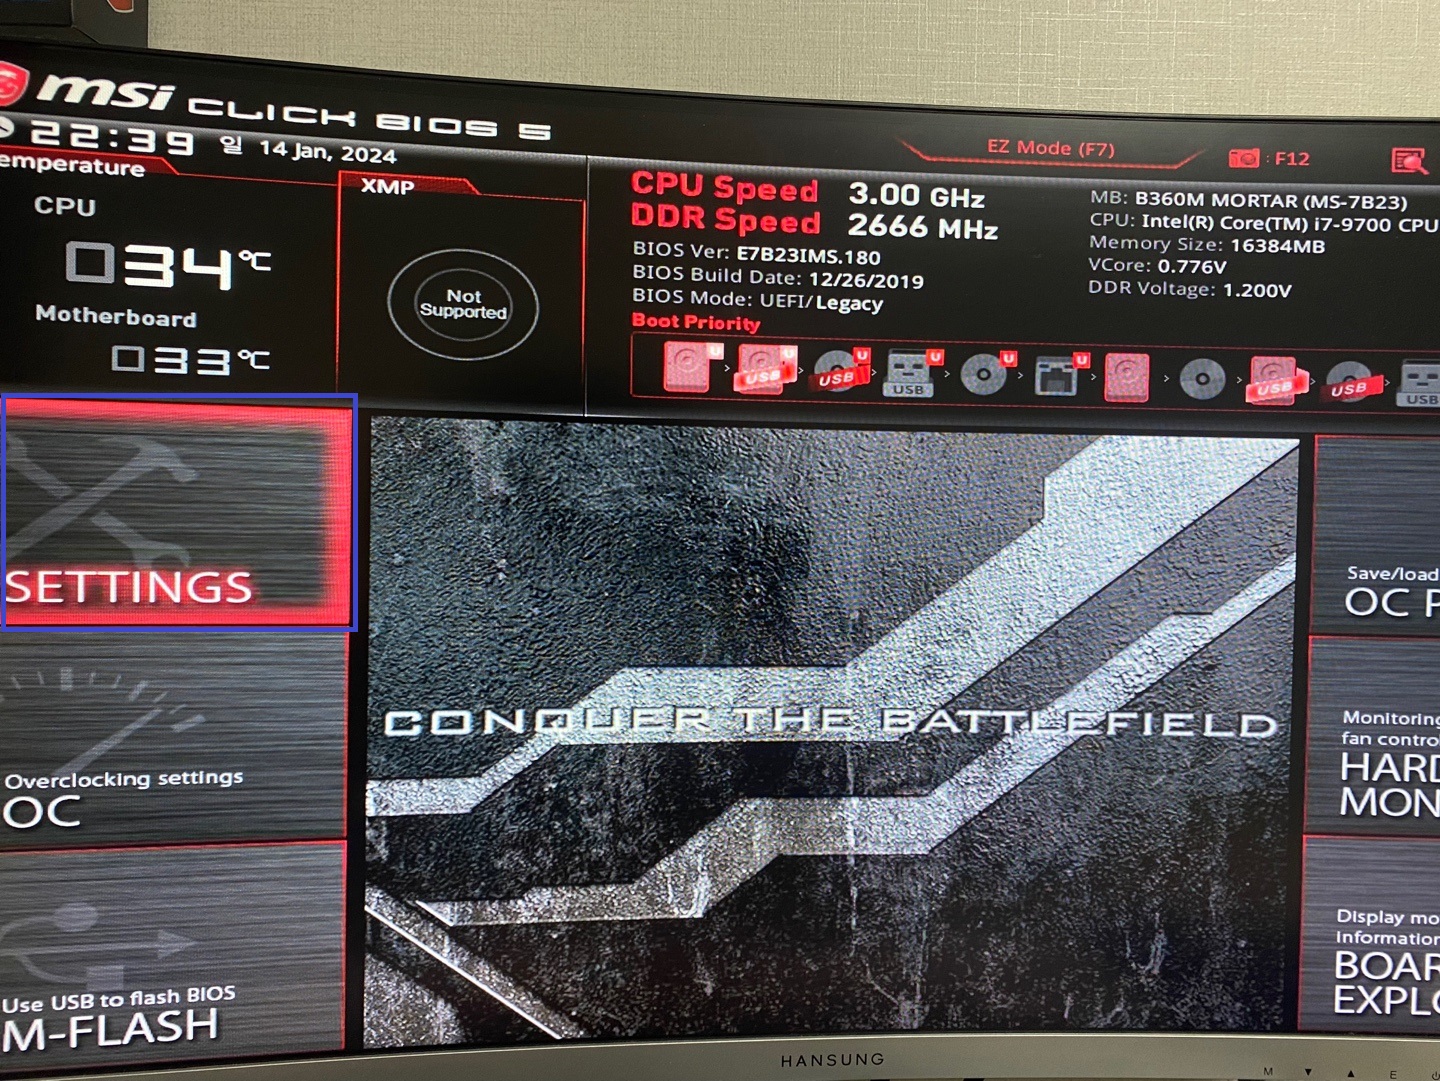 msi CLICK BIOS 5
22:39 일 14 Jan, 2024
EZ Mode (F7)
: F12
emperature
CPU
034°C
Motherboard
033°C
XMP
Not
Supported
CPU Speed 3.00 GHz
DDR Speed 2666 MHz
BIOS Ver: E7B23IMS.180
BIOS Build Date: 12/26/2019
BIOS Mode: UEFI/Legacy
Boot Priority
MB: B360M MORTAR (MS-7B23)
CPU: Intel(R) Core(TM) i7-9700 CPU
Memory Size: 16384MB
VCore: 0.776V
DDR Voltage: 1.200V
U U U U U U
USB USB USB USB USB USB
SETTINGS
Overclocking settings
OC
Use USB to flash BIOS
M-FLASH
CONQUER THE BATTLEFIELD
Save/load
OC P
Monitoring
fan contro
HARD
MON
Display mo
Information
BOAR
EXPLO
HANSUNG
M ▼ ▲ E